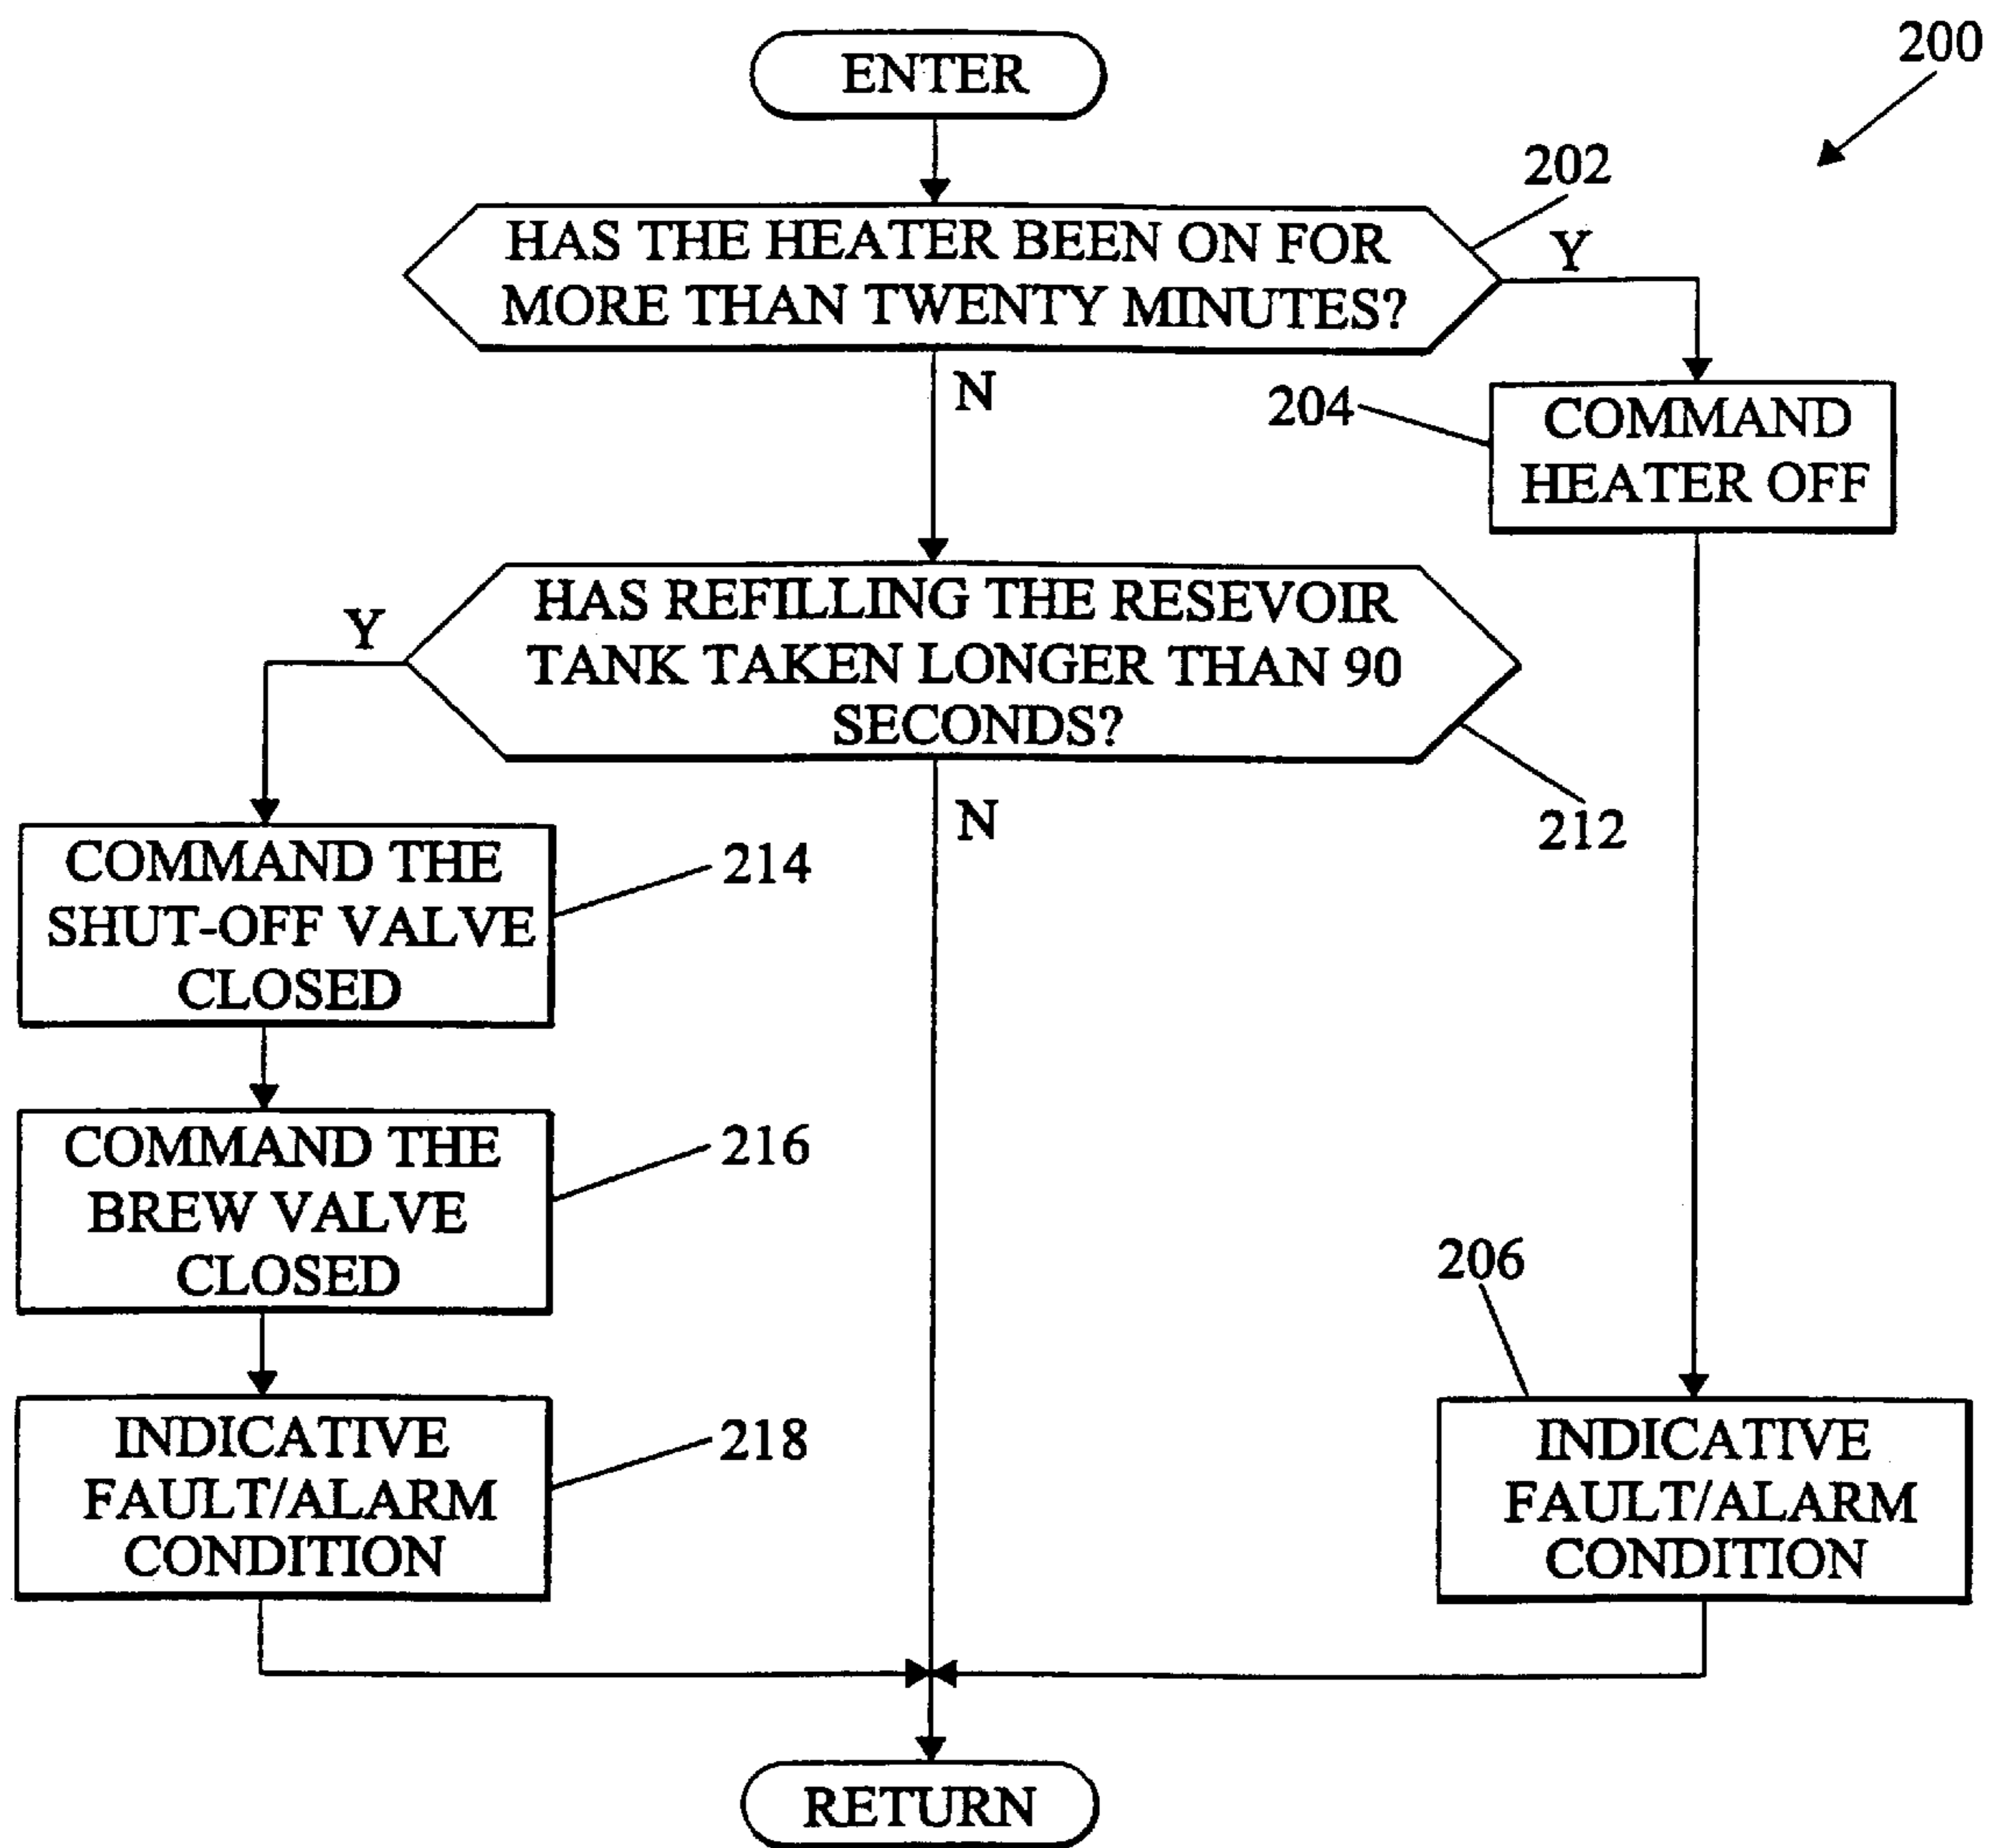 ENTER
200
202
HAS THE HEATER BEEN ON FOR
MORE THAN TWENTY MINUTES?
Y
N
204
COMMAND
HEATER OFF
HAS REFILLING THE RESEVOIR
TANK TAKEN LONGER THAN 90
SECONDS?
Y
N
212
COMMAND THE
SHUT-OFF VALVE
CLOSED
214
COMMAND THE
BREW VALVE
CLOSED
216
206
INDICATIVE
FAULT/ALARM
CONDITION
218
INDICATIVE
FAULT/ALARM
CONDITION
RETURN